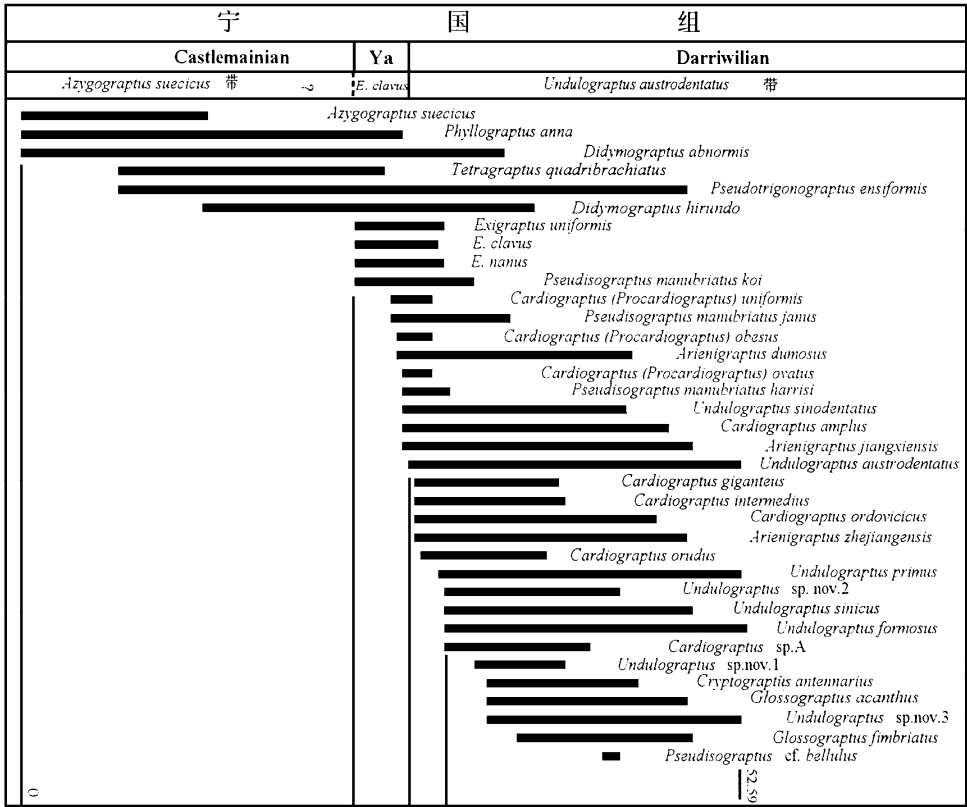 宁 国 组
Castlemainian Ya Darriwilian
Azygograptus suecicus 带 ? E. clavus Undulograptus austrodentatus 带
Azygograptus suecicus
Phyllograptus anna
Didymograptus abnormis
Tetragraptus quadribrachiatus
Pseudotrigonograptus ensiformis
Didymograptus hirundo
Exigraptus uniformis
E. clavus
E. nanus
Pseudisograptus manubriatus koi
Cardiograptus (Procardiograptus) uniformis
Pseudisograptus manubriatus janus
Cardiograptus (Procardiograptus) obesus
Arienigraptus dumosus
Cardiograptus (Procardiograptus) ovatus
Pseudisograptus manubriatus harrisi
Undulograptus sinodentatus
Cardiograptus amplus
Arienigraptus jiangxiensis
Undulograptus austrodentatus
Cardiograptus giganteus
Cardiograptus intermedius
Cardiograptus ordovicicus
Arienigraptus zhejiangensis
Cardiograptus orudus
Undulograptus primus
Undulograptus sp. nov.2
Undulograptus sinicus
Undulograptus formosus
Cardiograptus sp.A
Undulograptus sp.nov.1
Cryptograptus antennarius
Glossograptus acanthus
Undulograptus sp.nov.3
Glossograptus fimbriatus
Pseudisograptus cf. bellulus
0 52.59